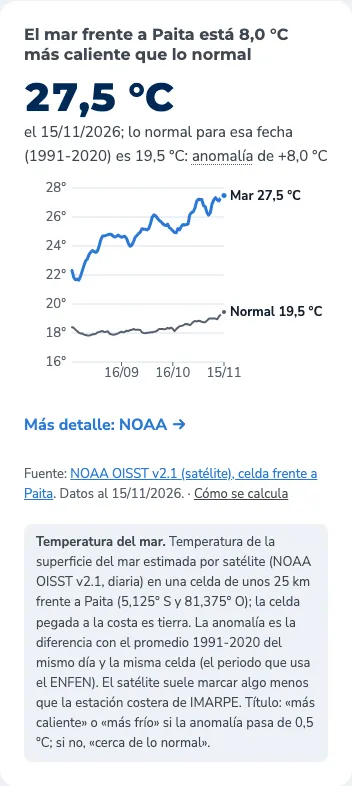 El mar frente a Paita está 8,0 °C
más caliente que lo normal
27,5 °C
el 15/11/2026; lo normal para esa fecha
(1991-2020) es 19,5 °C: anomalía de +8,0 °C
28°
26°
24°
22°
20°
18°
16°
Mar 27,5 °C
Normal 19,5 °C
16/09 16/10 15/11
Más detalle: NOAA →
Fuente: NOAA OISST v2.1 (satélite), celda frente a
Paita. Datos al 15/11/2026. · Cómo se calcula
Temperatura del mar. Temperatura de la
superficie del mar estimada por satélite (NOAA
OISST v2.1, diaria) en una celda de unos 25 km
frente a Paita (5,125° S y 81,375° O); la celda
pegada a la costa es tierra. La anomalía es la
diferencia con el promedio 1991-2020 del
mismo día y la misma celda (el periodo que usa
el ENFEN). El satélite suele marcar algo menos
que la estación costera de IMARPE. Título: «más
caliente» o «más frío» si la anomalía pasa de 0,5
°C; si no, «cerca de lo normal».